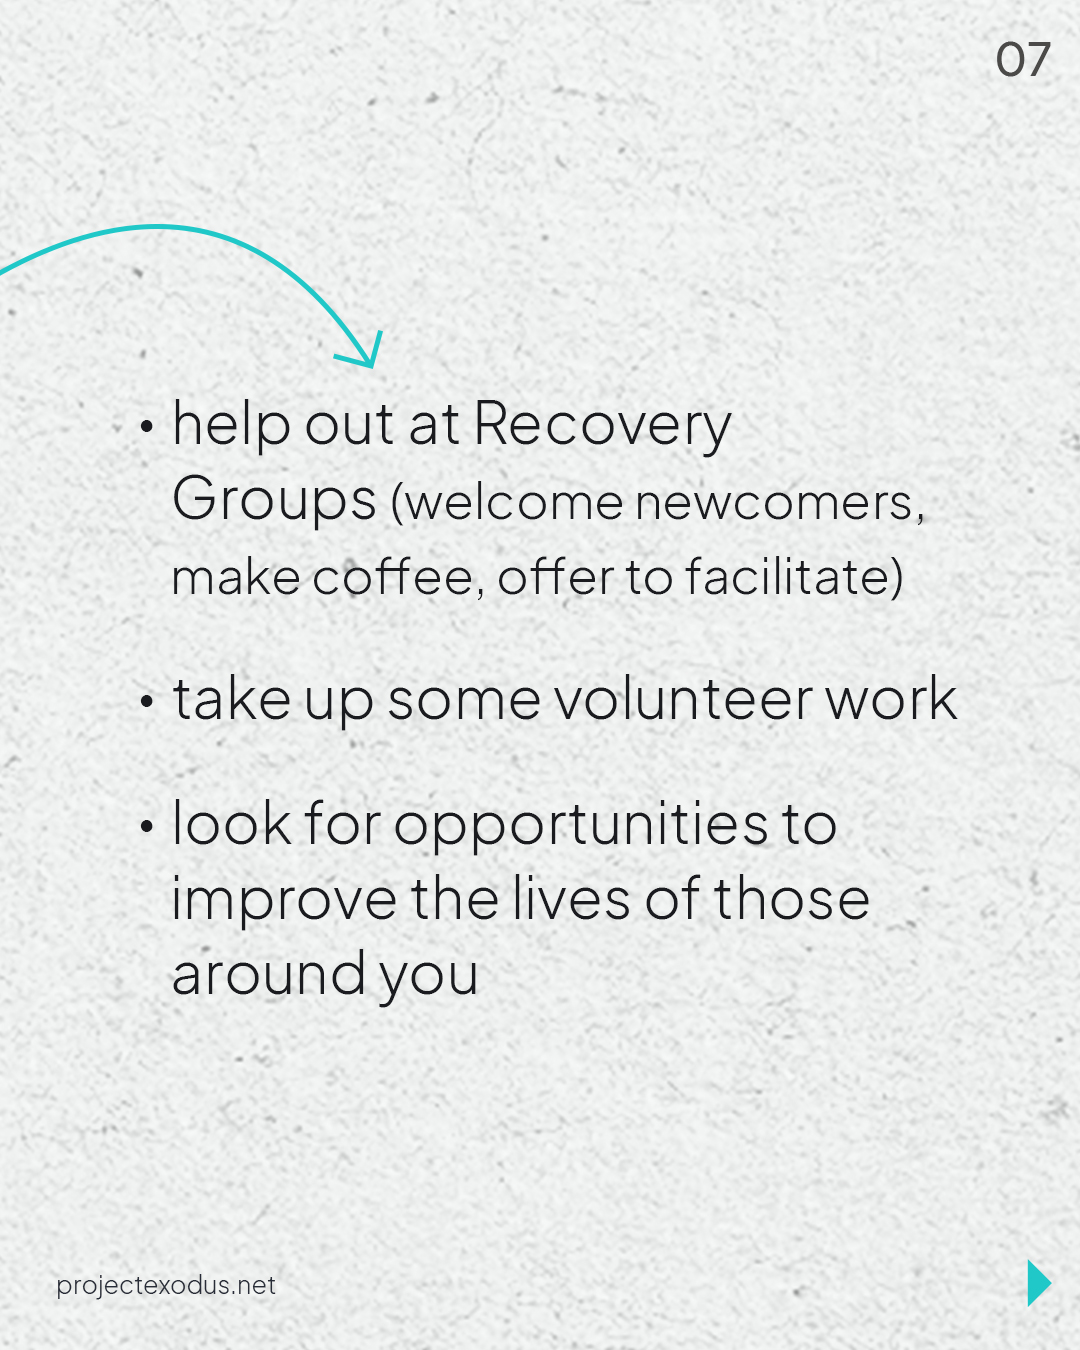 07
• help out at Recovery
Groups (welcome newcomers,
make coffee, offer to facilitate)
• take up some volunteer work
• look for opportunities to
improve the lives of those
around you
projectexodus.net